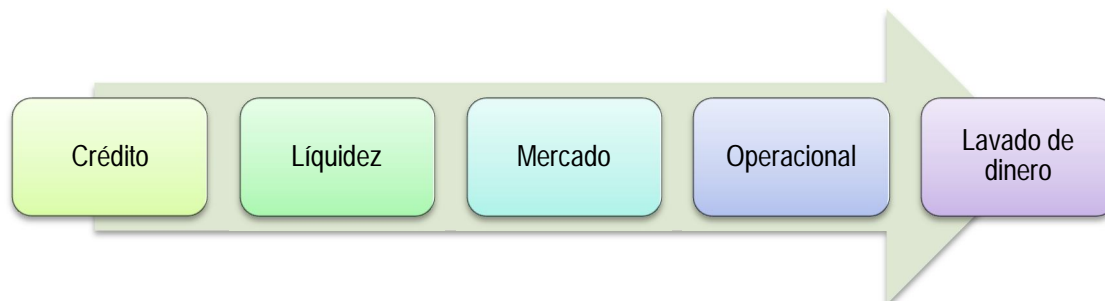 Crédito
Líquidez
Mercado
Operacional
Lavado de
dinero